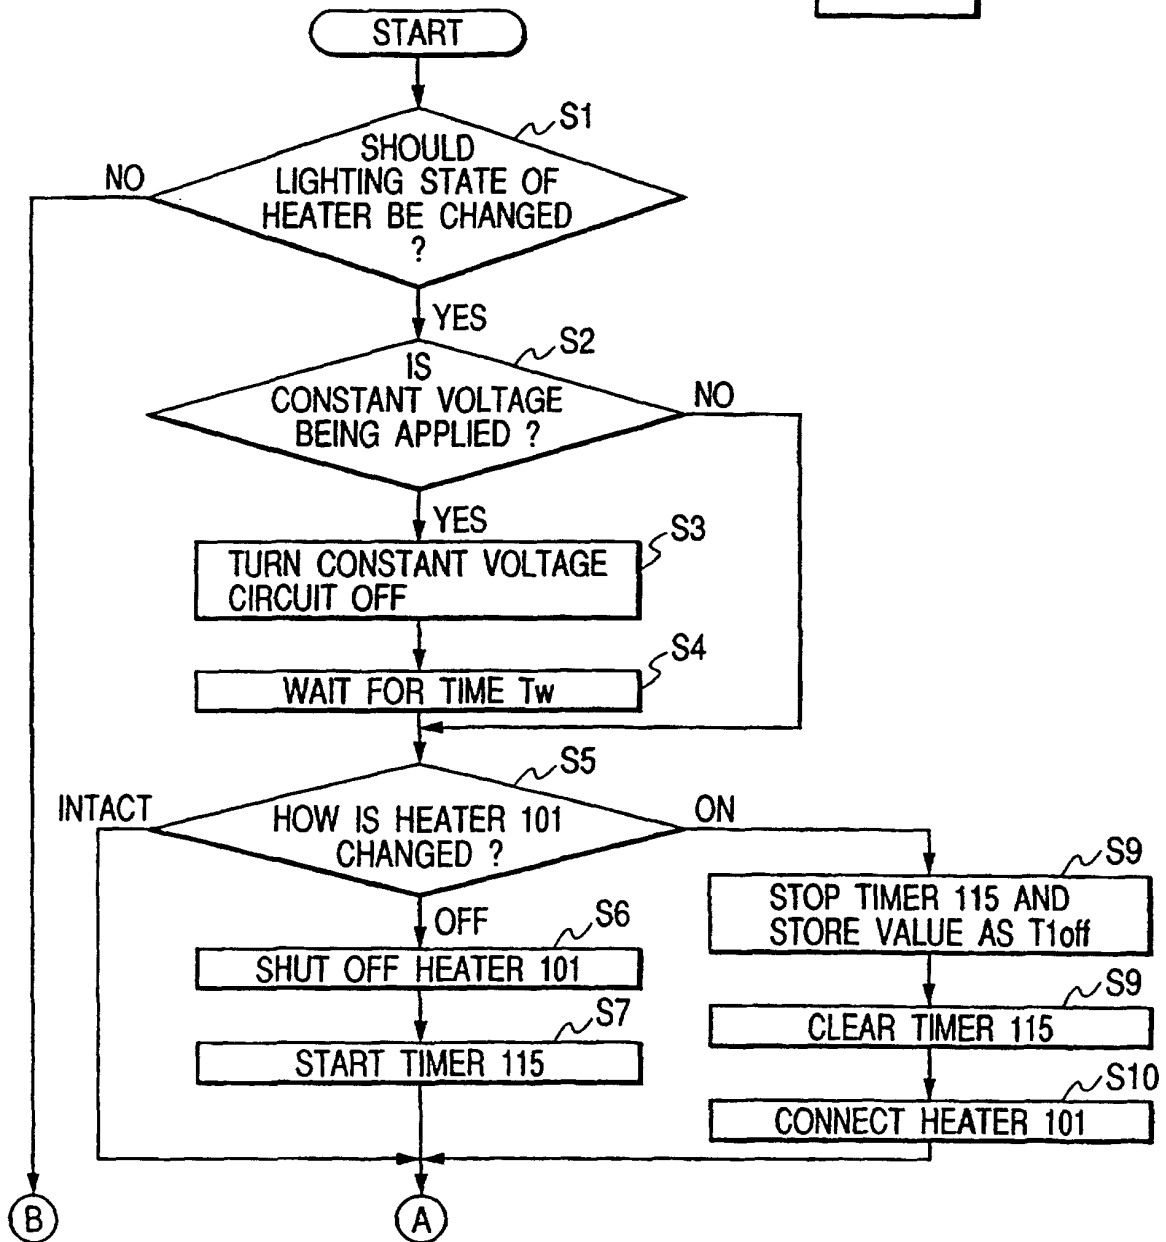 START
S1
SHOULD
LIGHTING STATE OF
HEATER BE CHANGED
?
NO
YES
S2
IS
CONSTANT VOLTAGE
BEING APPLIED ?
NO
YES
S3
TURN CONSTANT VOLTAGE
CIRCUIT OFF
S4
WAIT FOR TIME Tw
S5
INTACT
HOW IS HEATER 101
CHANGED ?
ON
OFF
S6
SHUT OFF HEATER 101
S7
START TIMER 115
S9
STOP TIMER 115 AND
STORE VALUE AS T1off
S9
CLEAR TIMER 115
S10
CONNECT HEATER 101
B
A